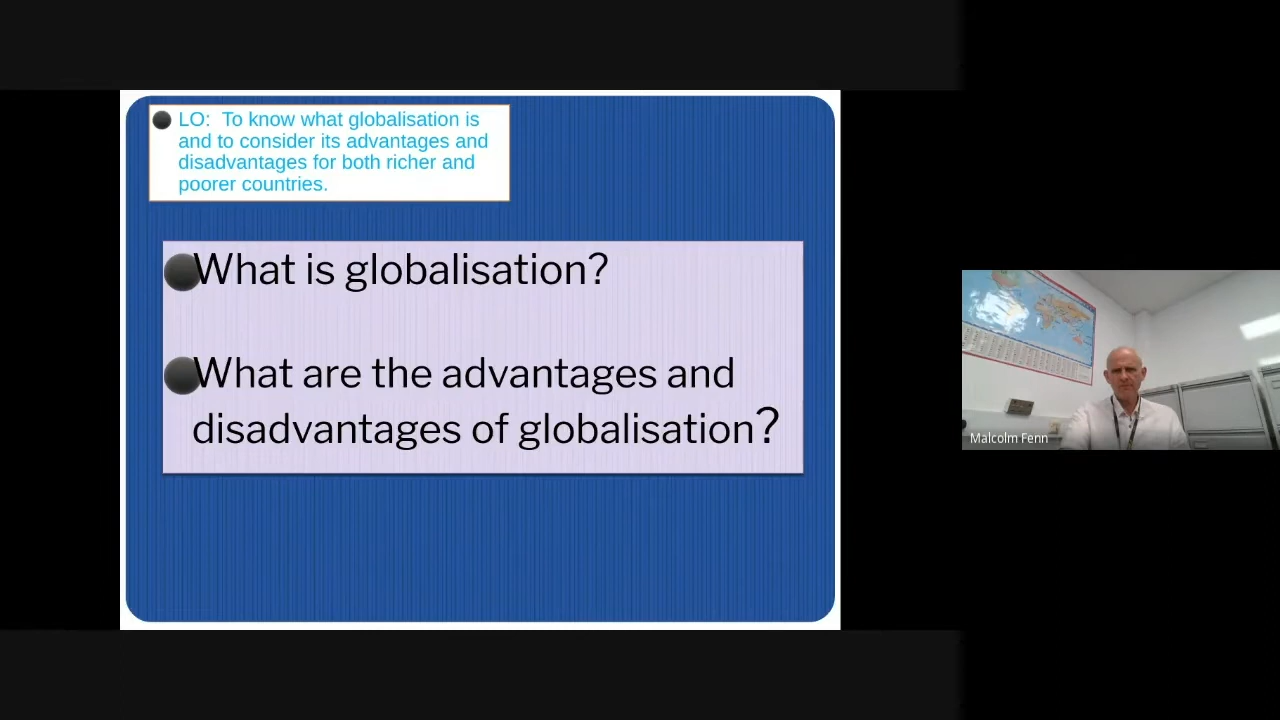 LO:  To know what globalisation is
and to consider its advantages and
disadvantages for both richer and
poorer countries.
What is globalisation?
What are the advantages and
disadvantages of globalisation?
Malcolm Fenn